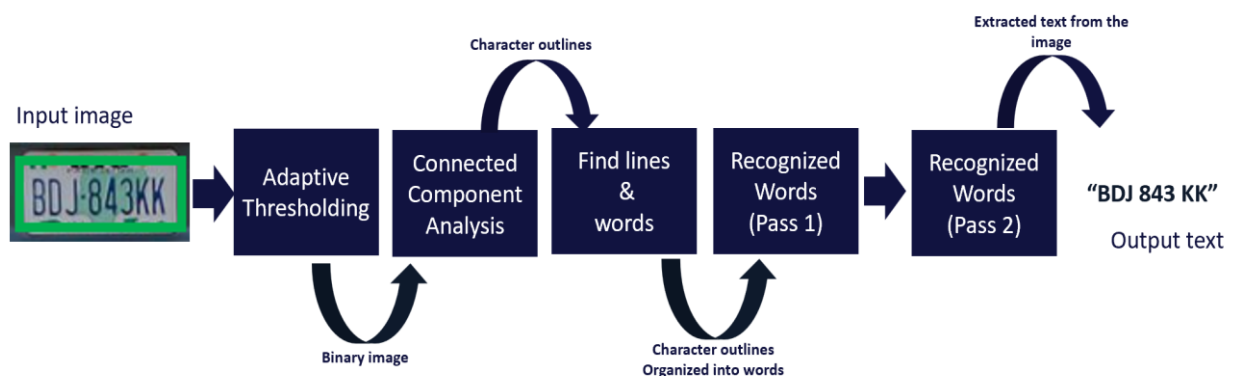 Input image
BDJ-843KK
Adaptive
Thresholding
Binary image
Connected
Component
Analysis
Character outlines
Find lines
&
words
Character outlines
Organized into words
Recognized
Words
(Pass 1)
Recognized
Words
(Pass 2)
Extracted text from the
image
“BDJ 843 KK”
Output text